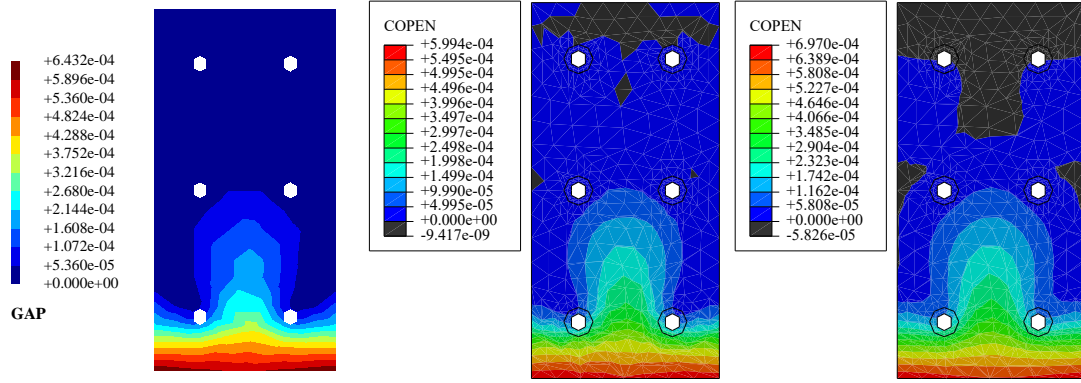 +6.432e-04
+5.896e-04
+5.360e-04
+4.824e-04
+4.288e-04
+3.752e-04
+3.216e-04
+2.680e-04
+2.144e-04
+1.608e-04
+1.072e-04
+5.360e-05
+0.000e+00
GAP
COPEN
+5.994e-04
+5.495e-04
+4.995e-04
+4.496e-04
+3.996e-04
+3.497e-04
+2.997e-04
+2.498e-04
+1.998e-04
+1.499e-04
+9.990e-05
+4.995e-05
+0.000e+00
-9.417e-09
COPEN
+6.970e-04
+6.389e-04
+5.808e-04
+5.227e-04
+4.646e-04
+4.066e-04
+3.485e-04
+2.904e-04
+2.323e-04
+1.742e-04
+1.162e-04
+5.808e-05
+0.000e+00
-5.826e-05